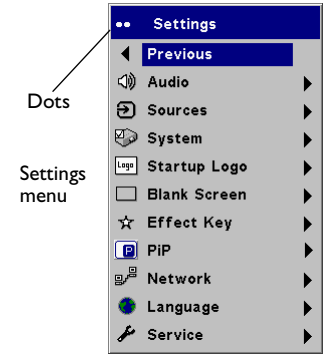 Settings
Previous
Audio
Dots
Sources
System
Settings
menu
Logo
Startup Logo
Blank Screen
Effect Key
P
PiP
Network
Language
Service